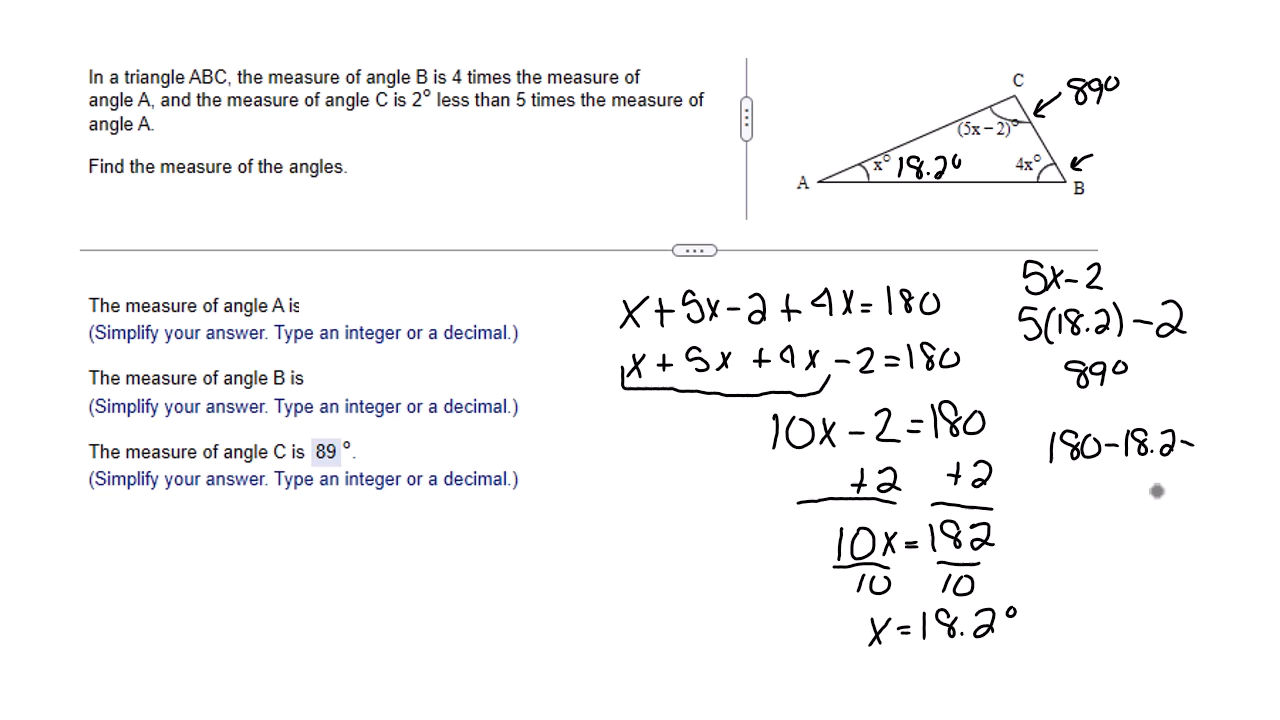 In a triangle ABC, the measure of angle B is 4 times the measure of
angle A, and the measure of angle C is 2° less than 5 times the measure of
angle A.
Find the measure of the angles.
C
89°
(5x – 2)°
x° 18.2°
4x°
A
B
The measure of angle A is
(Simplify your answer. Type an integer or a decimal.)
The measure of angle B is
(Simplify your answer. Type an integer or a decimal.)
The measure of angle C is 89°.
(Simplify your answer. Type an integer or a decimal.)
x+5x-2+4x=180
x+5x+4x-2=180
10x-2=180
+2 +2
10x=182
10 10
x=18.2°
5x-2
5(18.2)-2
89°
180-18.2-